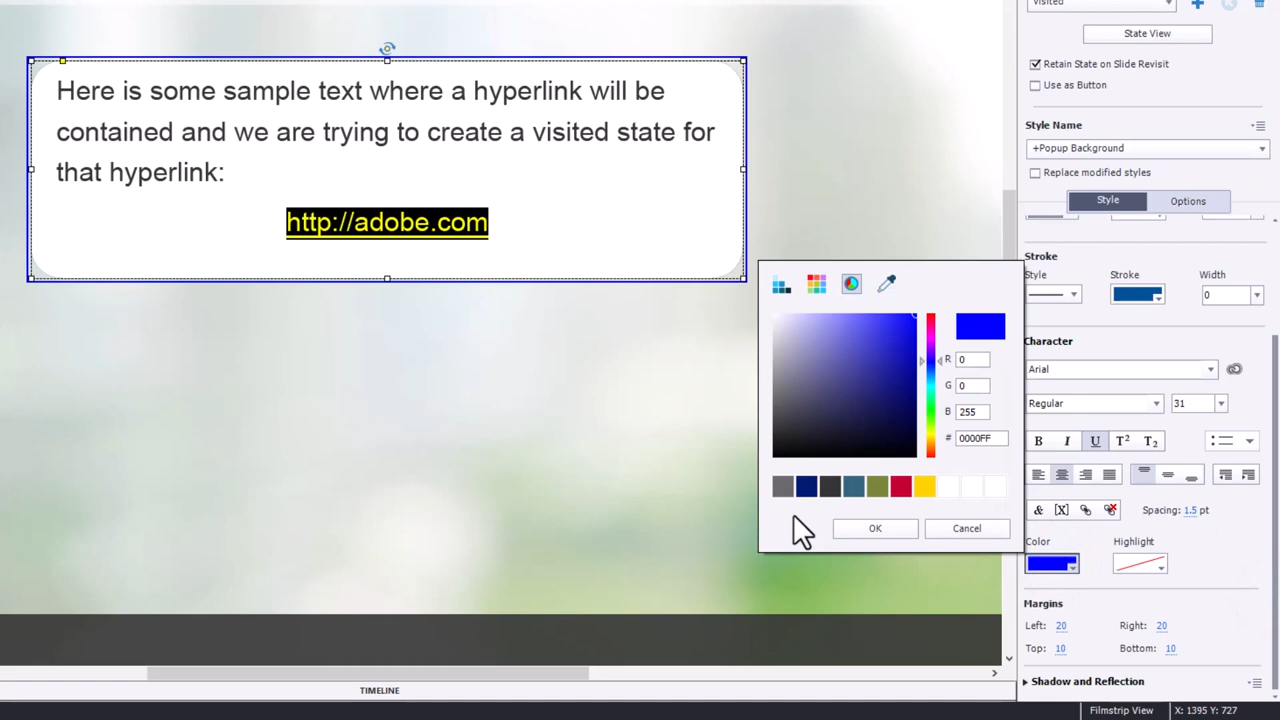 Visited
State View
Retain State on Slide Revisit
Use as Button
Style Name
+Popup Background
Replace modified styles
Style Options
Here is some sample text where a hyperlink will be
contained and we are trying to create a visited state for
that hyperlink:
http://adobe.com
Stroke
Style Stroke Width
0
Character
Arial
Regular 31
B I U T² T₂
& [X] Spacing: 1.5 pt
Color Highlight
Margins
Left: 20 Right: 20
Top: 10 Bottom: 10
Shadow and Reflection
R 0
G 0
B 255
# 0000FF
OK Cancel
TIMELINE
Filmstrip View X: 1395 Y: 727